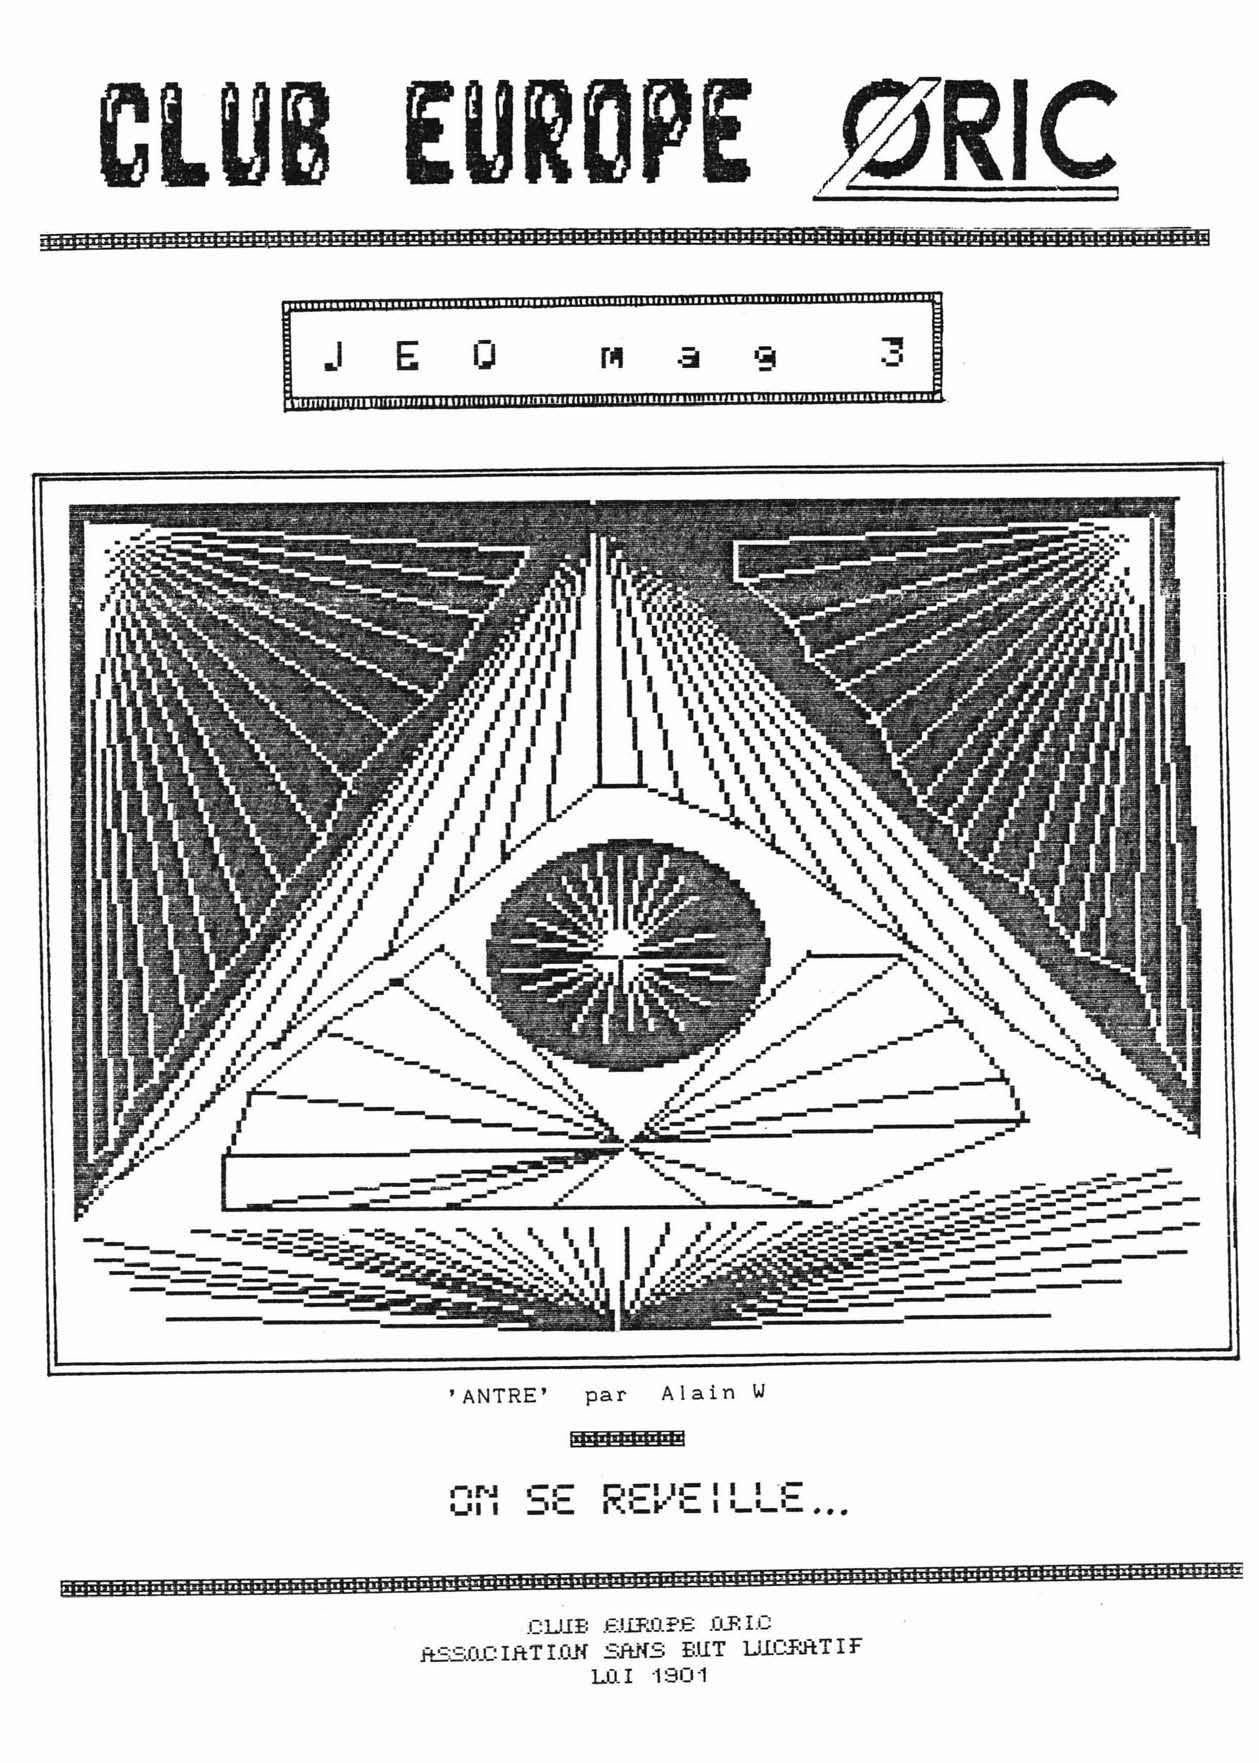 CLUB EUROPE ØRIC
JEO mag 3
'ANTRE' par Alain W
ON SE REVEILLE...
CLUB EUROPE ORIC
ASSOCIATION SANS BUT LUCRATIF
LOI 1901